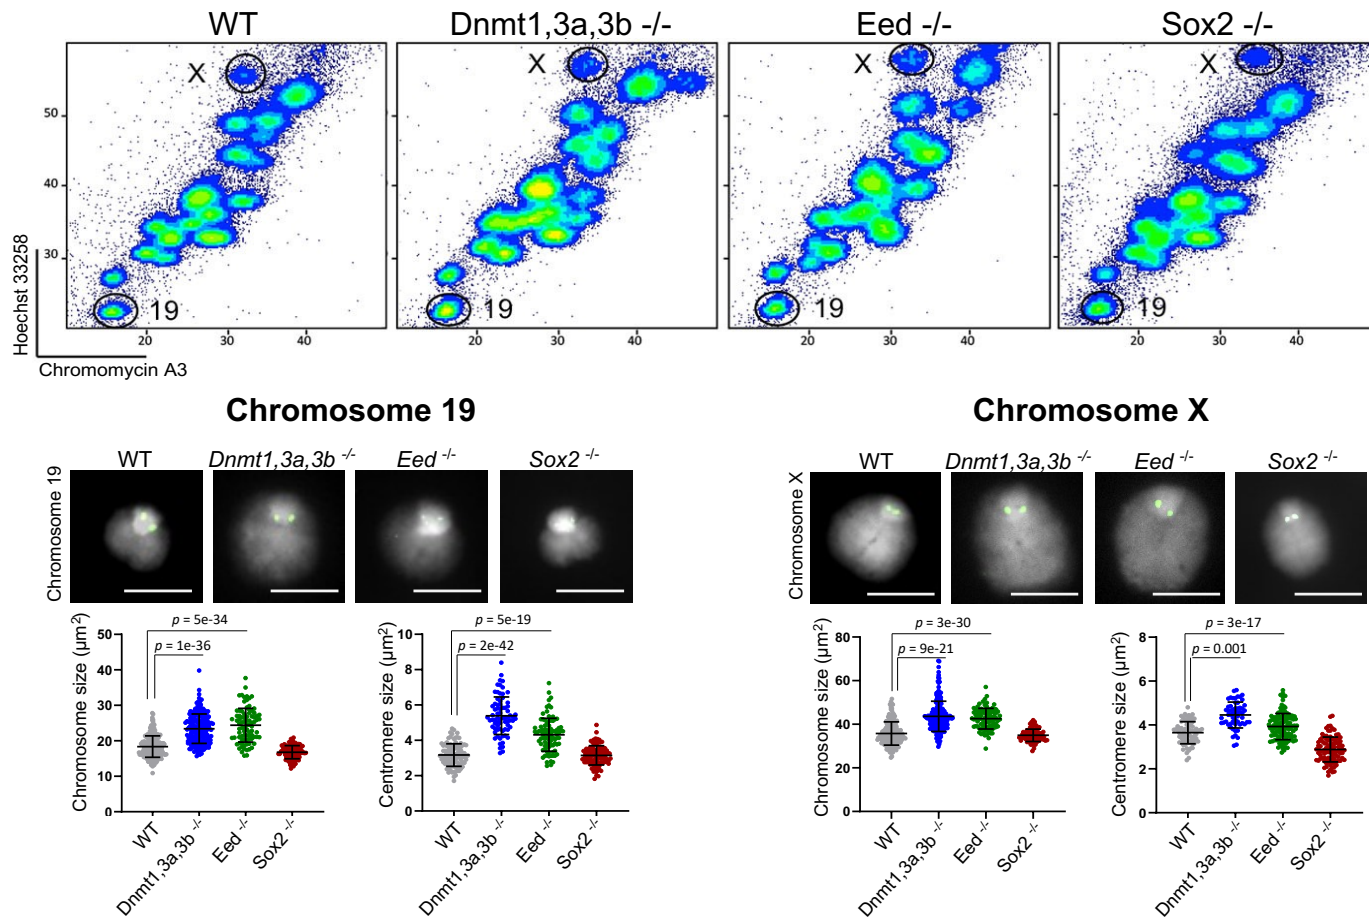 WT Dnmt1,3a,3b -/- Eed -/- Sox2 -/-
X X X X
50
40
30
19 19 19 19
20 30 40 20 30 40 20 30 40 20 30 40
Hoechst 33258
Chromomycin A3
Chromosome 19
WT Dnmt1,3a,3b -/- Eed -/- Sox2 -/-
Chromosome 19
p = 5e-34
p = 1e-36
Chromosome size (µm²)
50
40
30
20
10
0
WT Dnmt1,3a,3b -/- Eed -/- Sox2 -/-
p = 5e-19
p = 2e-42
Centromere size (µm²)
10
8
6
4
2
0
WT Dnmt1,3a,3b -/- Eed -/- Sox2 -/-
Chromosome X
WT Dnmt1,3a,3b -/- Eed -/- Sox2 -/-
Chromosome X
p = 3e-30
p = 9e-21
Chromosome size (µm²)
80
60
40
20
0
WT Dnmt1,3a,3b -/- Eed -/- Sox2 -/-
p = 3e-17
p = 0.001
Centromere size (µm²)
8
6
4
2
0
WT Dnmt1,3a,3b -/- Eed -/- Sox2 -/-